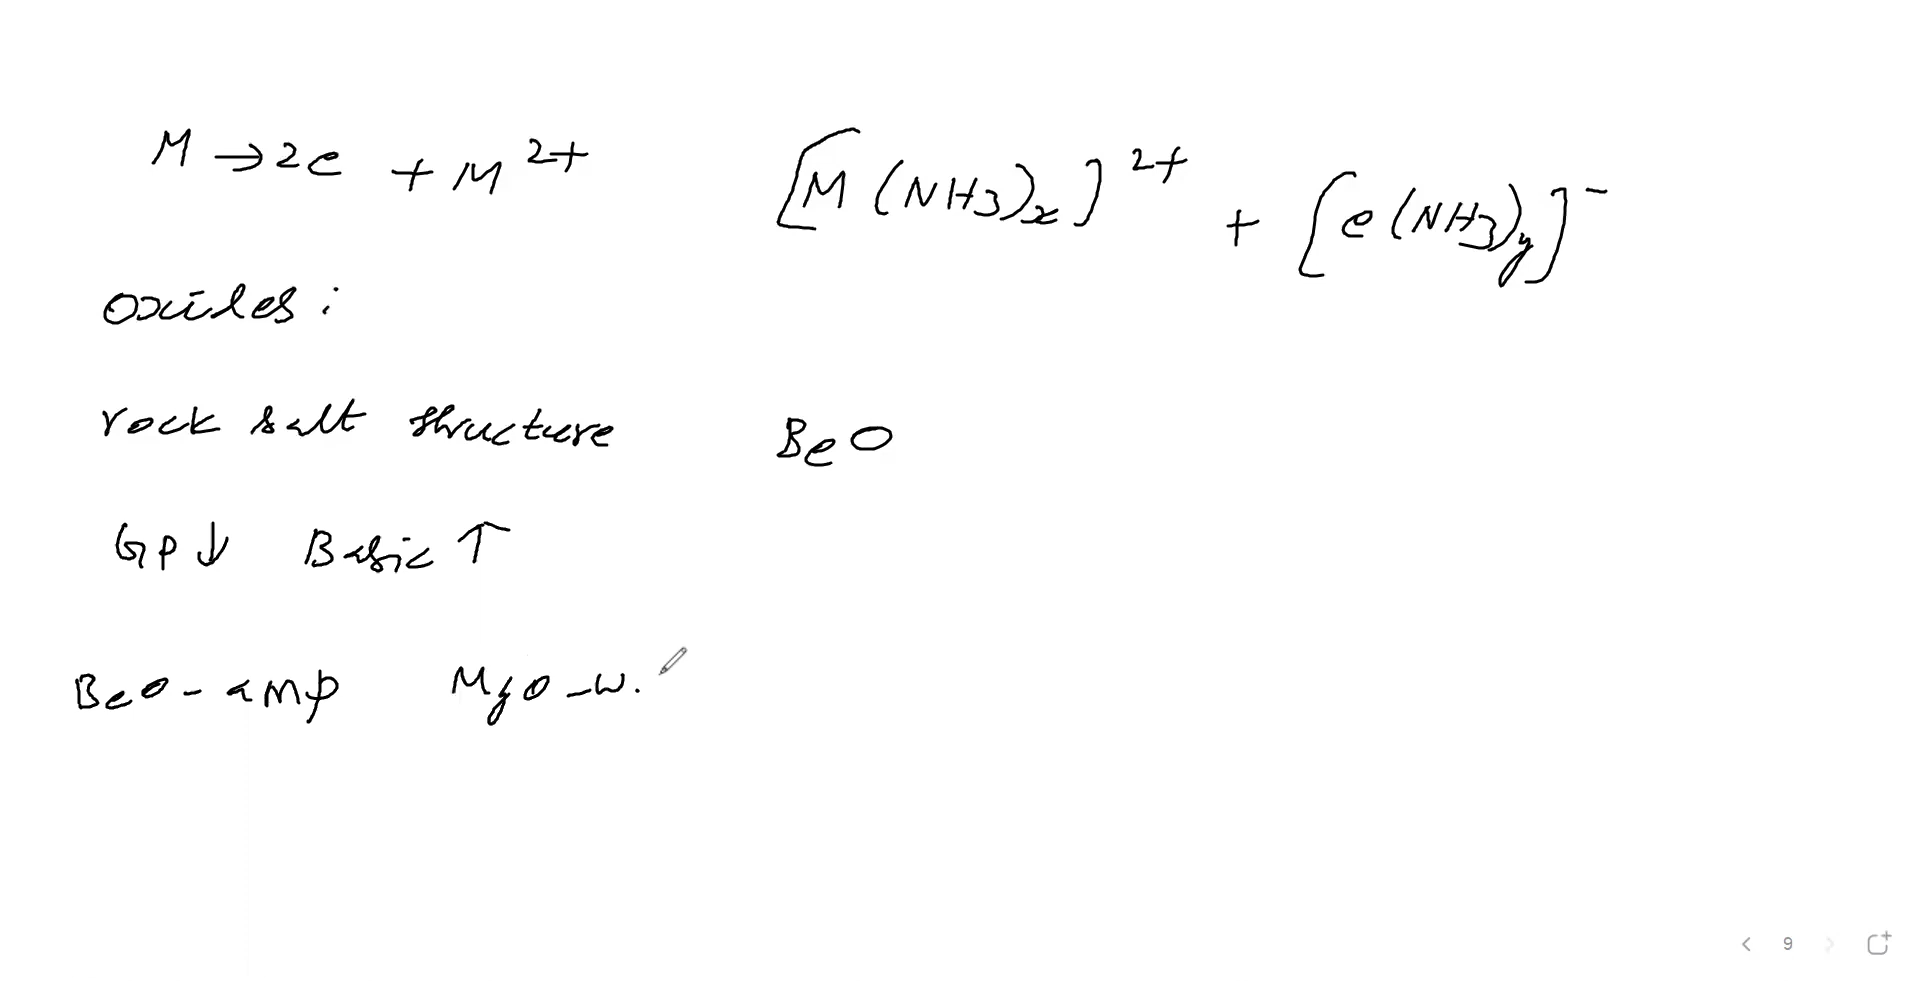 M → 2e + M²⁺ [M(NH3)ₓ]²⁺ + [e(NH3)ᵧ]⁻
oxides :
rock salt structure BeO
GP↓ Basic ↑
BeO - amp MgO - w.
9